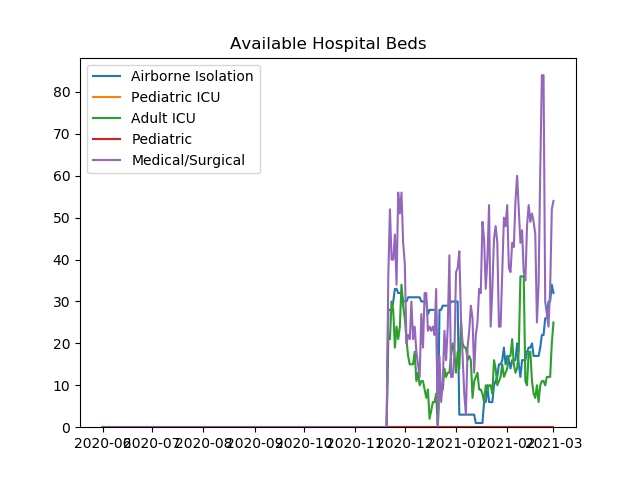 Available Hospital Beds
Airborne Isolation
Pediatric ICU
Adult ICU
Pediatric
Medical/Surgical
80
70
60
50
40
30
20
10
0
2020-06 2020-07 2020-08 2020-09 2020-10 2020-11 2020-12 2021-01 2021-02 2021-03